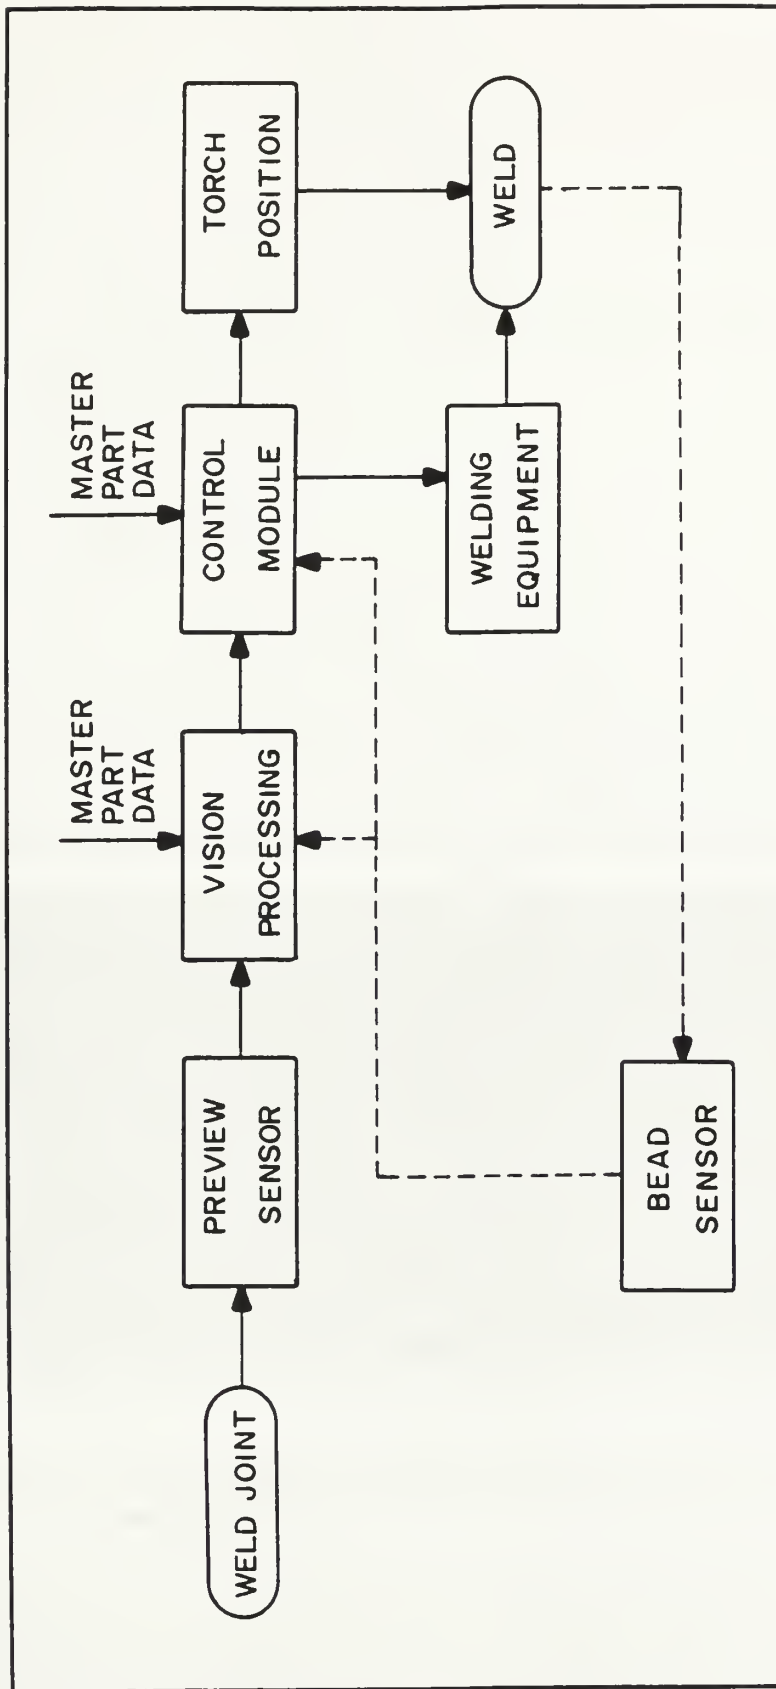 MASTER
PART
DATA
MASTER
PART
DATA
WELD JOINT
PREVIEW
SENSOR
VISION
PROCESSING
CONTROL
MODULE
TORCH
POSITION
WELDING
EQUIPMENT
WELD
BEAD
SENSOR